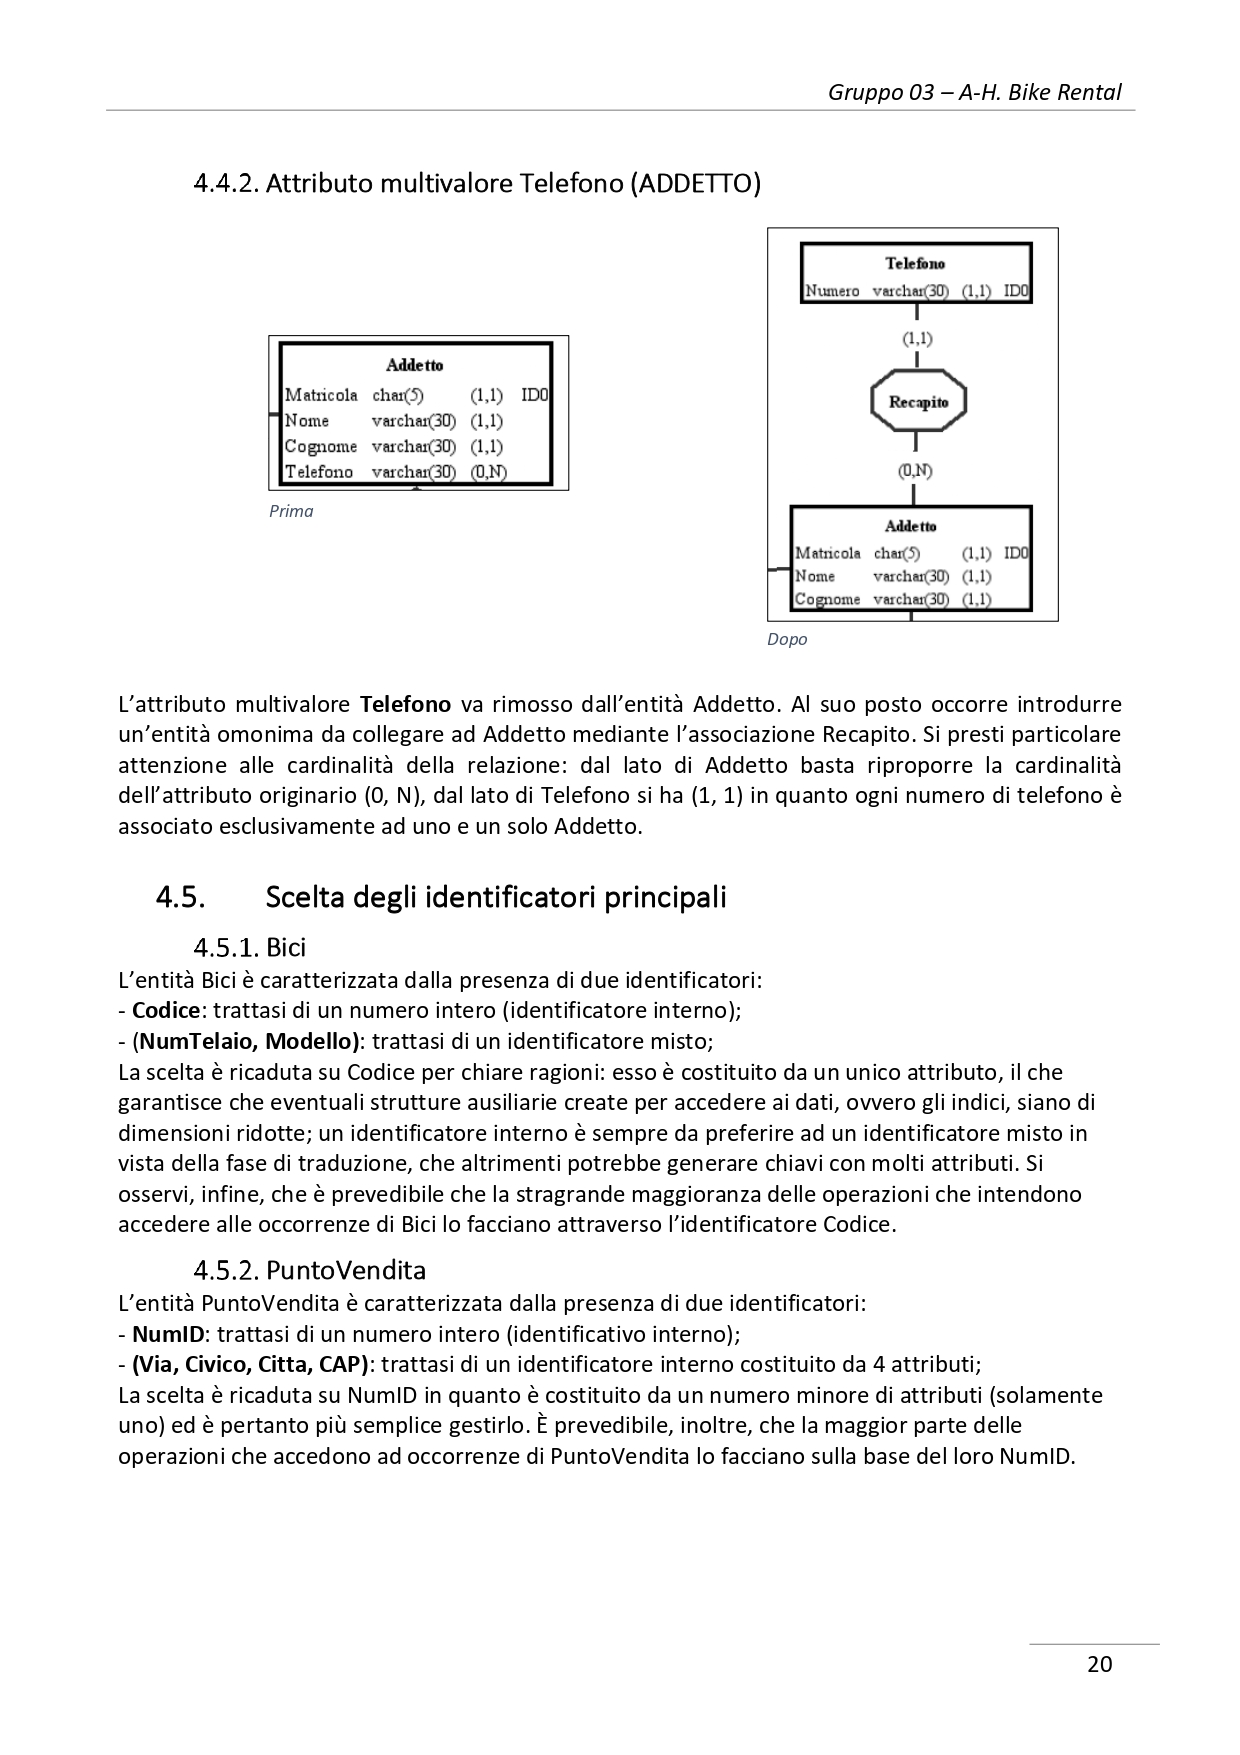 Gruppo 03 – A-H. Bike Rental
4.4.2. Attributo multivalore Telefono (ADDETTO)
Addetto
Matricola char(5) (1,1) ID0
Nome varchar(30) (1,1)
Cognome varchar(30) (1,1)
Telefono varchar(30) (0,N)
Prima
Telefono
Numero varchar(30) (1,1) ID0
(1,1)
Recapito
(0,N)
Addetto
Matricola char(5) (1,1) ID0
Nome varchar(30) (1,1)
Cognome varchar(30) (1,1)
Dopo
L’attributo multivalore Telefono va rimosso dall’entità Addetto. Al suo posto occorre introdurre
un’entità omonima da collegare ad Addetto mediante l’associazione Recapito. Si presti particolare
attenzione alle cardinalità della relazione: dal lato di Addetto basta riproporre la cardinalità
dell’attributo originario (0, N), dal lato di Telefono si ha (1, 1) in quanto ogni numero di telefono è
associato esclusivamente ad uno e un solo Addetto.
4.5. Scelta degli identificatori principali
4.5.1. Bici
L’entità Bici è caratterizzata dalla presenza di due identificatori:
- Codice: trattasi di un numero intero (identificatore interno);
- (NumTelaio, Modello): trattasi di un identificatore misto;
La scelta è ricaduta su Codice per chiare ragioni: esso è costituito da un unico attributo, il che
garantisce che eventuali strutture ausiliarie create per accedere ai dati, ovvero gli indici, siano di
dimensioni ridotte; un identificatore interno è sempre da preferire ad un identificatore misto in
vista della fase di traduzione, che altrimenti potrebbe generare chiavi con molti attributi. Si
osservi, infine, che è prevedibile che la stragrande maggioranza delle operazioni che intendono
accedere alle occorrenze di Bici lo facciano attraverso l’identificatore Codice.
4.5.2. PuntoVendita
L’entità PuntoVendita è caratterizzata dalla presenza di due identificatori:
- NumID: trattasi di un numero intero (identificativo interno);
- (Via, Civico, Citta, CAP): trattasi di un identificatore interno costituito da 4 attributi;
La scelta è ricaduta su NumID in quanto è costituito da un numero minore di attributi (solamente
uno) ed è pertanto più semplice gestirlo. È prevedibile, inoltre, che la maggior parte delle
operazioni che accedono ad occorrenze di PuntoVendita lo facciano sulla base del loro NumID.
20